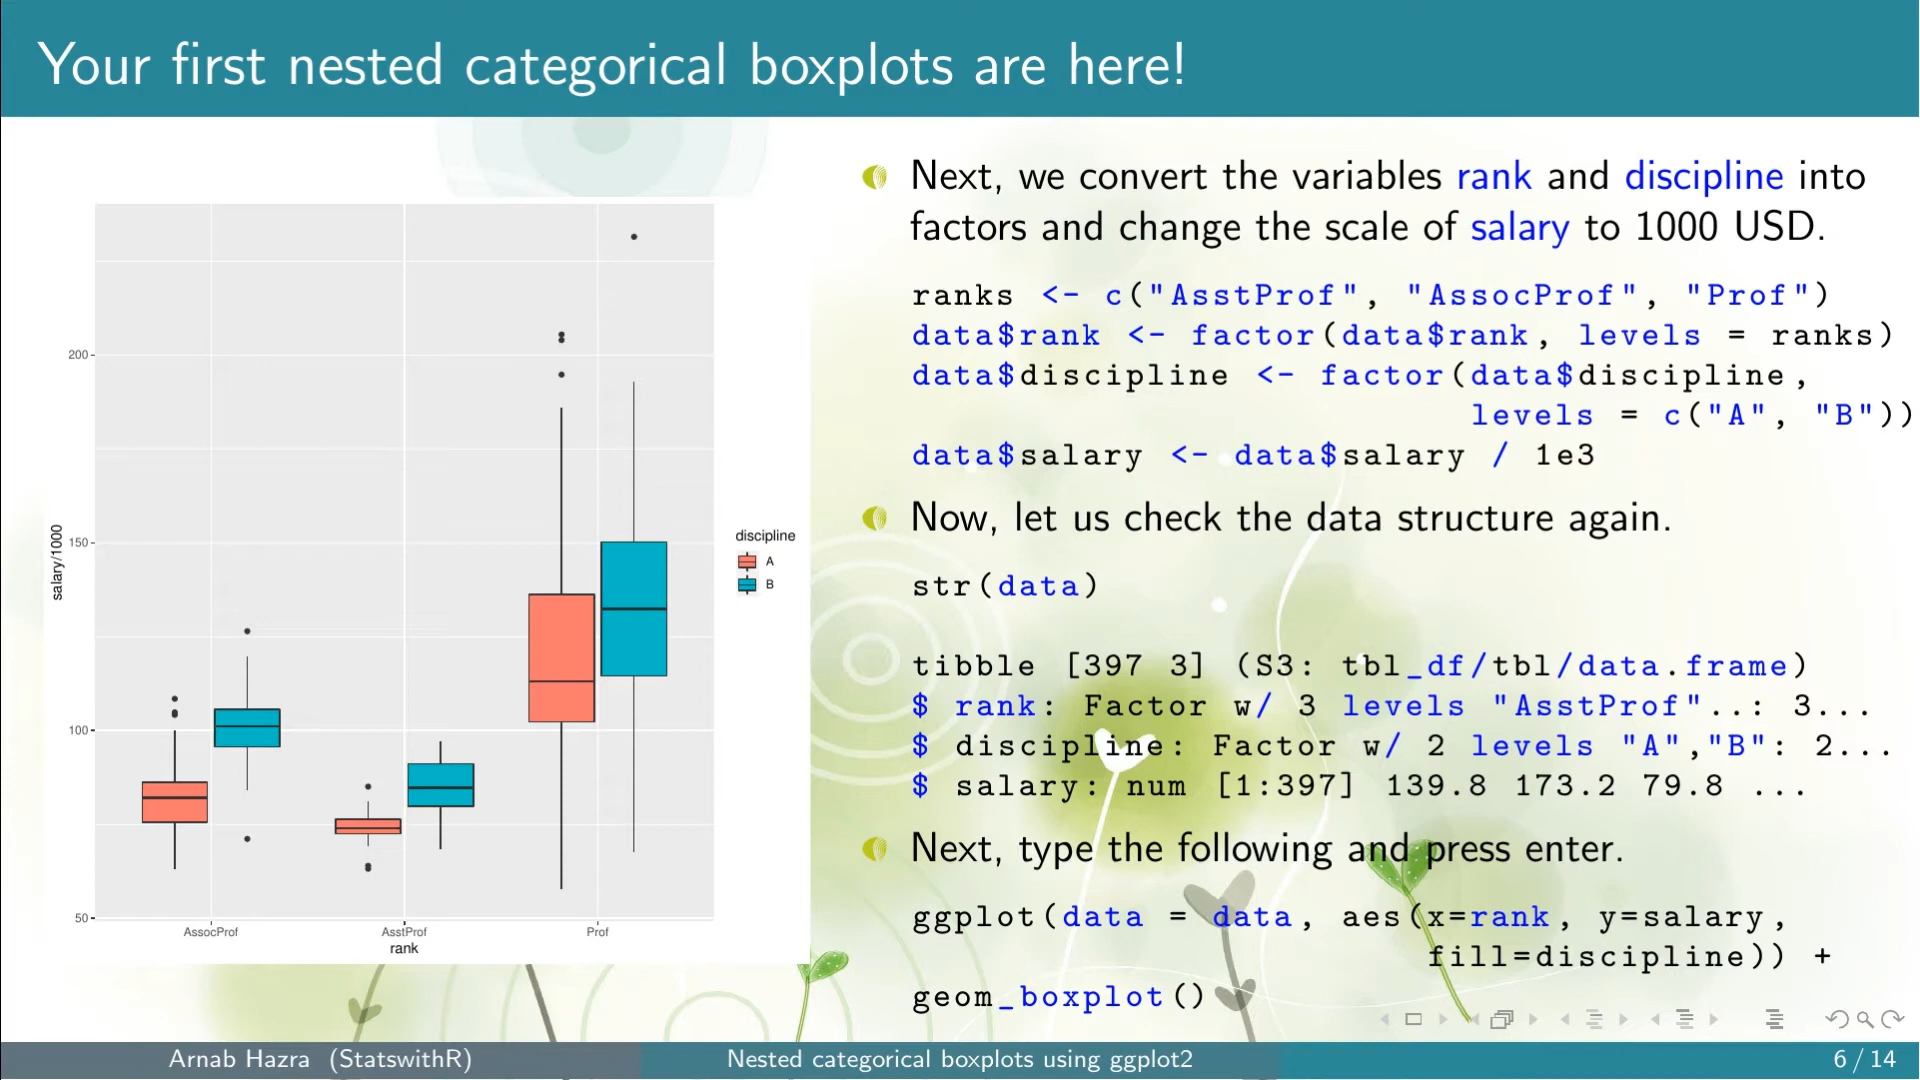 Your first nested categorical boxplots are here!
200
150
100
50
salary/1000
AssocProf
AsstProf
Prof
rank
discipline
A
B
Next, we convert the variables rank and discipline into
factors and change the scale of salary to 1000 USD.
ranks <- c("AsstProf", "AssocProf", "Prof")
data$rank <- factor(data$rank, levels = ranks)
data$discipline <- factor(data$discipline,
levels = c("A", "B"))
data$salary <- data$salary / 1e3
Now, let us check the data structure again.
str(data)
tibble [397 3] (S3: tbl_df/tbl/data.frame)
$ rank: Factor w/ 3 levels "AsstProf"..: 3...
$ discipline: Factor w/ 2 levels "A","B": 2...
$ salary: num [1:397] 139.8 173.2 79.8 ...
Next, type the following and press enter.
ggplot(data = data, aes(x=rank, y=salary,
fill=discipline)) +
geom_boxplot()
Arnab Hazra (StatswithR)
Nested categorical boxplots using ggplot2
6 / 14